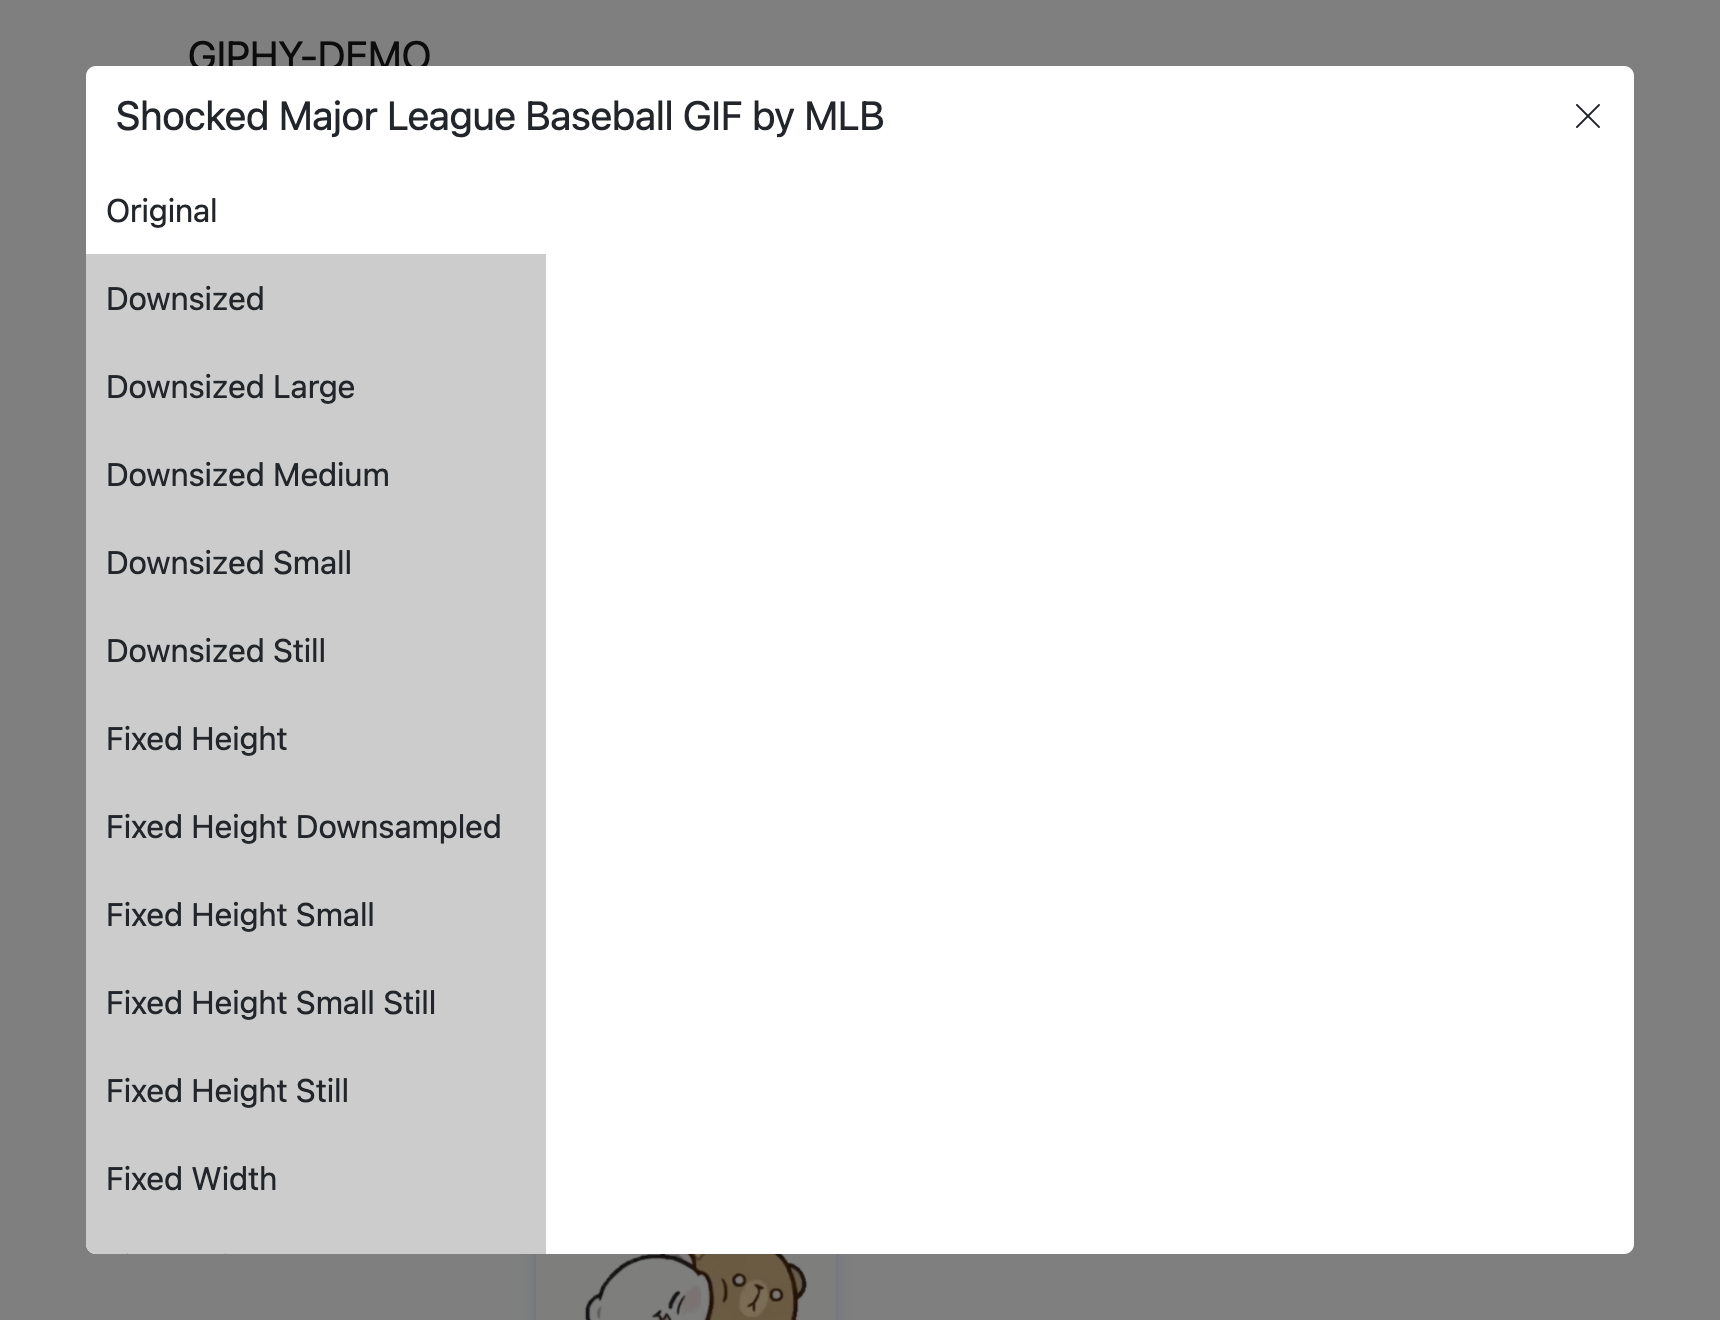 GIPHY-DEMO
Shocked Major League Baseball GIF by MLB
Original
Downsized
Downsized Large
Downsized Medium
Downsized Small
Downsized Still
Fixed Height
Fixed Height Downsampled
Fixed Height Small
Fixed Height Small Still
Fixed Height Still
Fixed Width